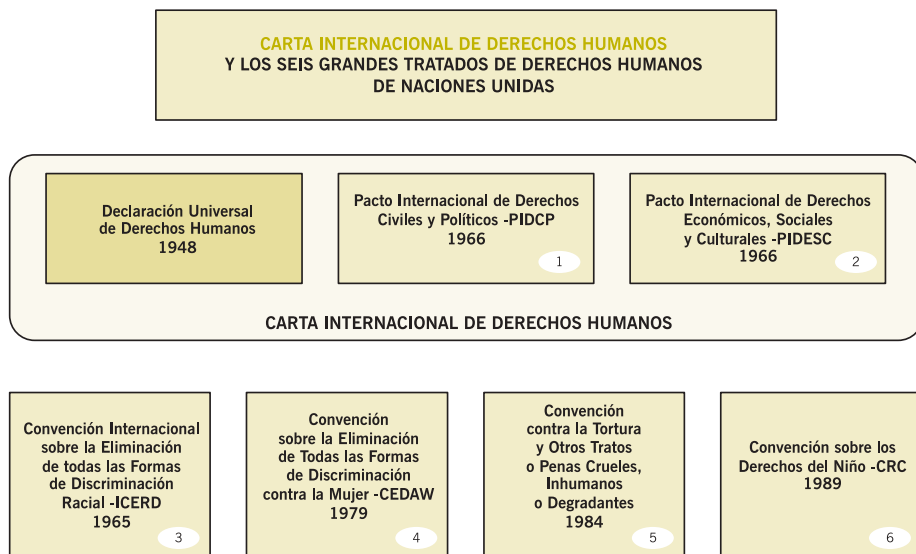 CARTA INTERNACIONAL DE DERECHOS HUMANOS
Y LOS SEIS GRANDES TRATADOS DE DERECHOS HUMANOS
DE NACIONES UNIDAS
Declaración Universal
de Derechos Humanos
1948
Pacto Internacional de Derechos
Civiles y Políticos -PIDCP
1966
1
Pacto Internacional de Derechos
Económicos, Sociales
y Culturales -PIDESC
1966
2
CARTA INTERNACIONAL DE DERECHOS HUMANOS
Convención Internacional
sobre la Eliminación
de todas las Formas
de Discriminación
Racial -ICERD
1965
3
Convención
sobre la Eliminación
de Todas las Formas
de Discriminación
contra la Mujer -CEDAW
1979
4
Convención
contra la Tortura
y Otros Tratos
o Penas Crueles,
Inhumanos
o Degradantes
1984
5
Convención sobre los
Derechos del Niño -CRC
1989
6